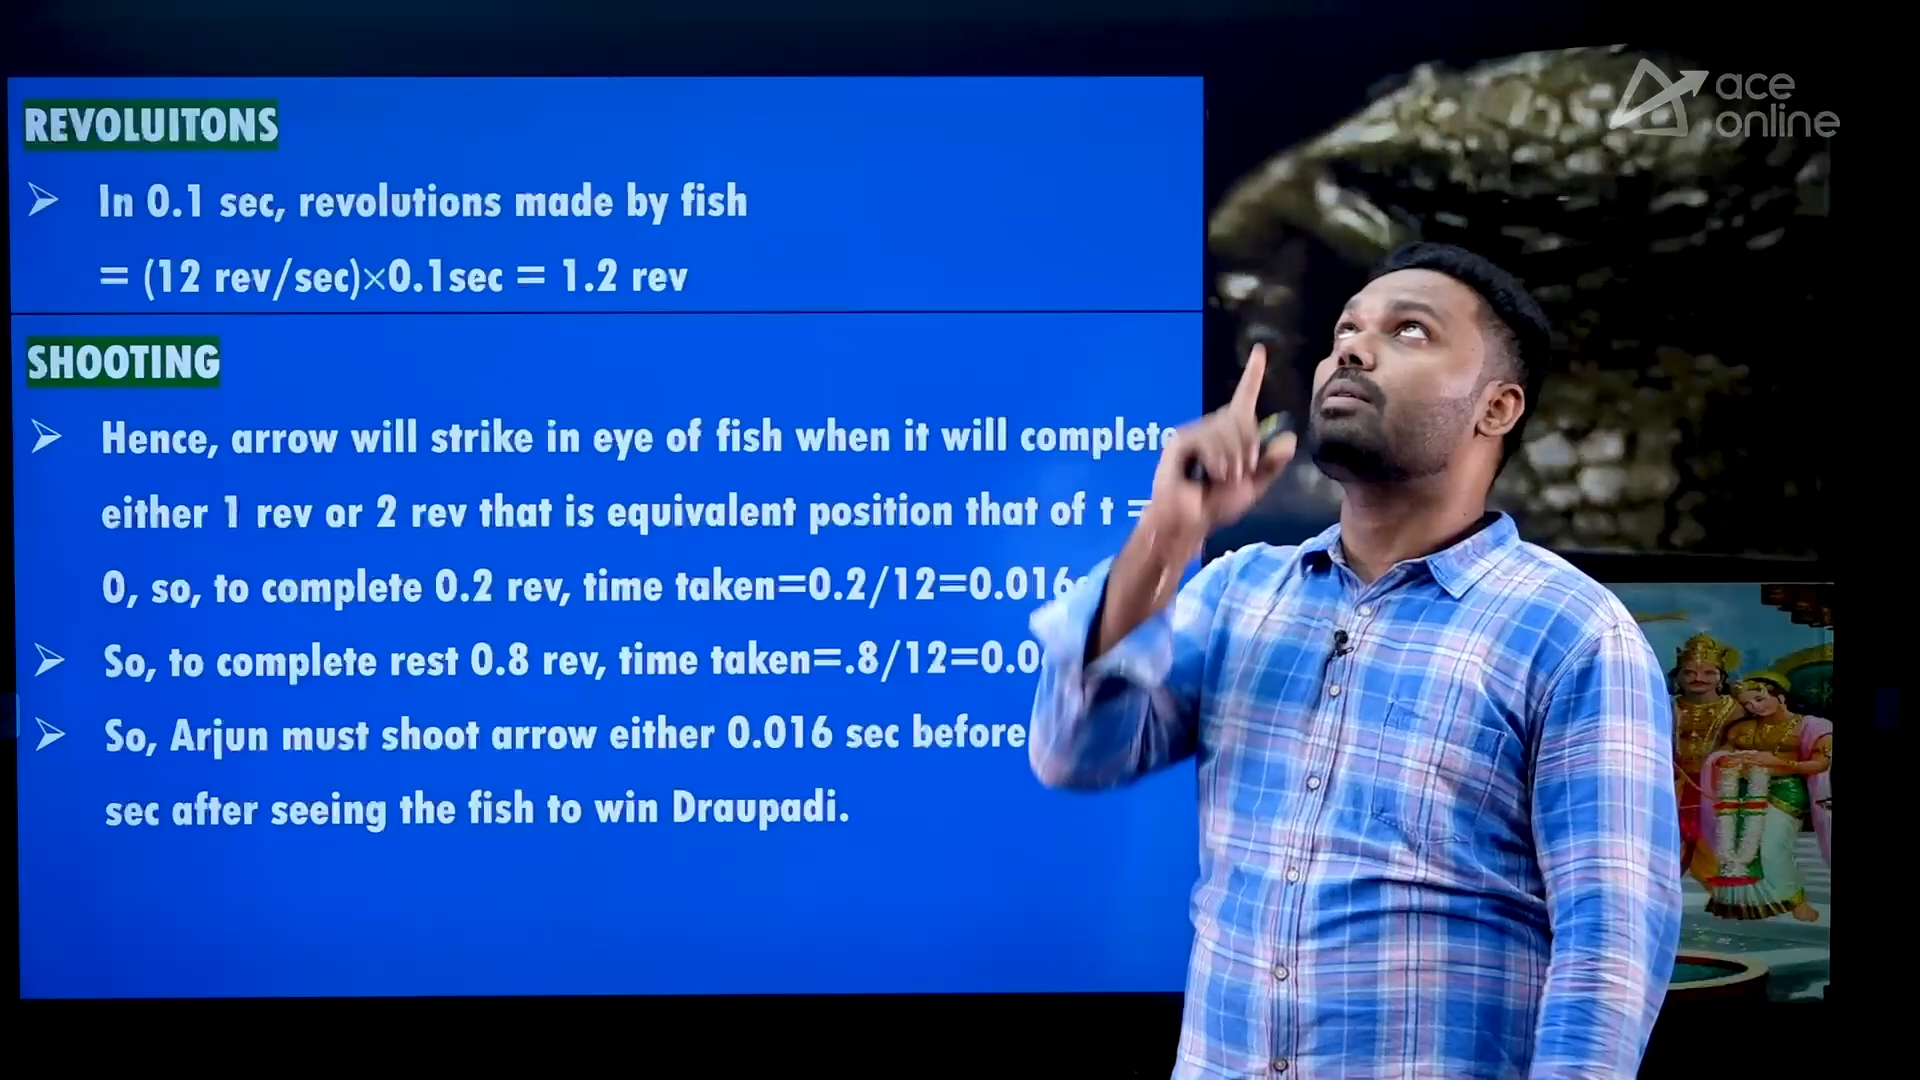 ace
online
REVOLUITONS
In 0.1 sec, revolutions made by fish
= (12 rev/sec)×0.1sec = 1.2 rev
SHOOTING
Hence, arrow will strike in eye of fish when it will complete
either 1 rev or 2 rev that is equivalent position that of t =
0, so, to complete 0.2 rev, time taken=0.2/12=0.016
So, to complete rest 0.8 rev, time taken=.8/12=0.0
So, Arjun must shoot arrow either 0.016 sec before
sec after seeing the fish to win Draupadi.